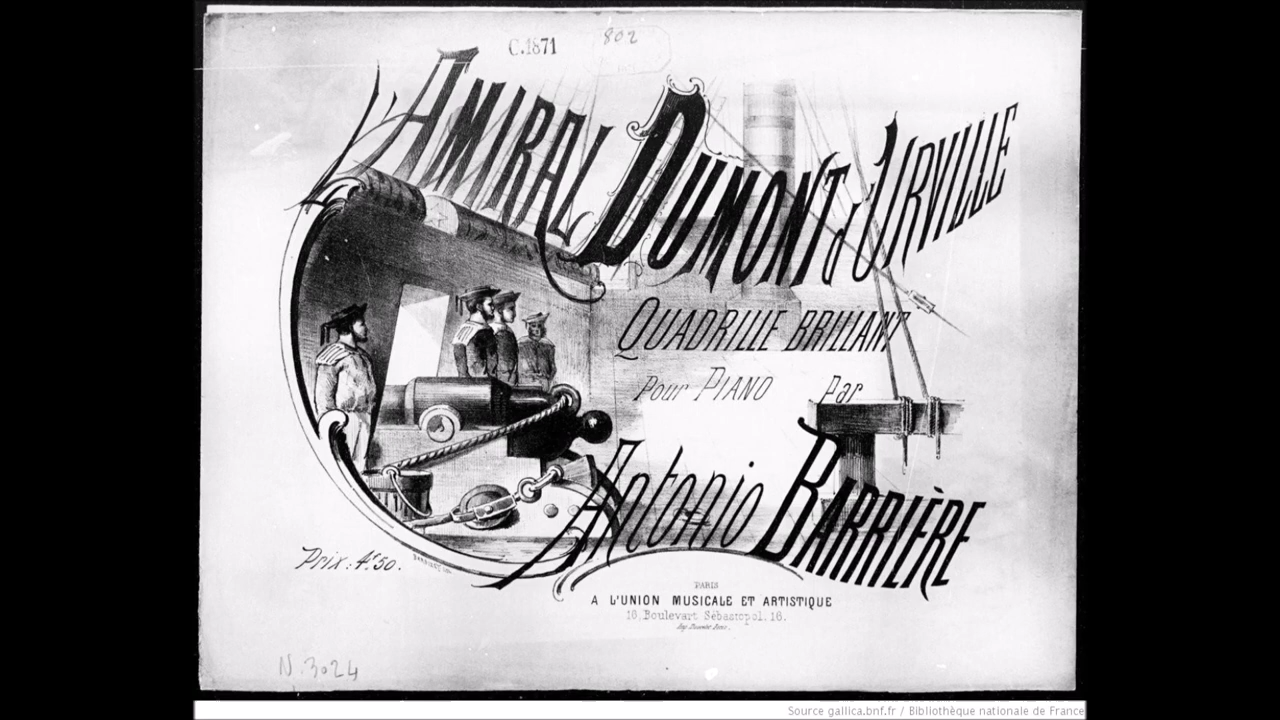 C.1871
802
L'AMIRAL DUMONT d'URVILLE
QUADRILLE BRILLANT
Pour PIANO Par
Antonio BARRIÈRE
Prix: 4f 50.
PARIS
A L'UNION MUSICALE ET ARTISTIQUE
16, Boulevart Sébastopol. 16.
N. 3024
Source gallica.bnf.fr / Bibliothèque nationale de France